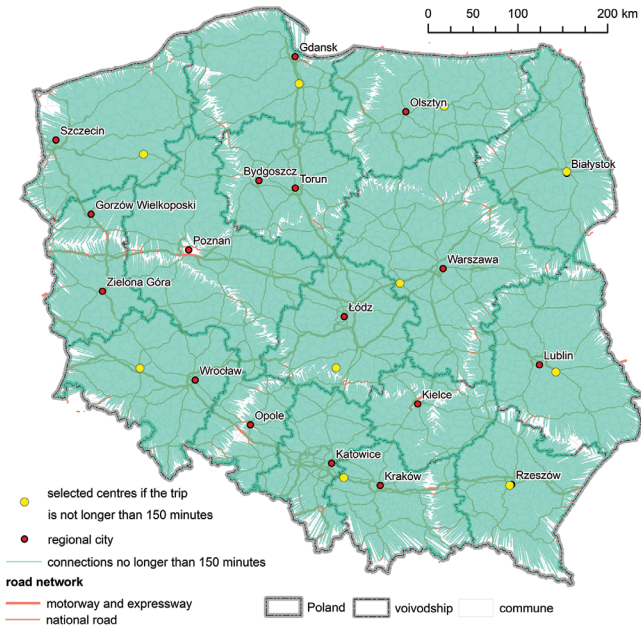 0 50 100 200 km
Gdansk
Olsztyn
Szczecin
Białystok
Bydgoszcz
Torun
Gorzów Wielkoposki
Poznan
Warszawa
Zielona Góra
Łódz
Lublin
Wrocław
Kielce
Opole
Katowice
Kraków
Rzeszów
selected centres if the trip
is not longer than 150 minutes
regional city
connections no longer than 150 minutes
road network
motorway and expressway
national road
Poland voivodship commune